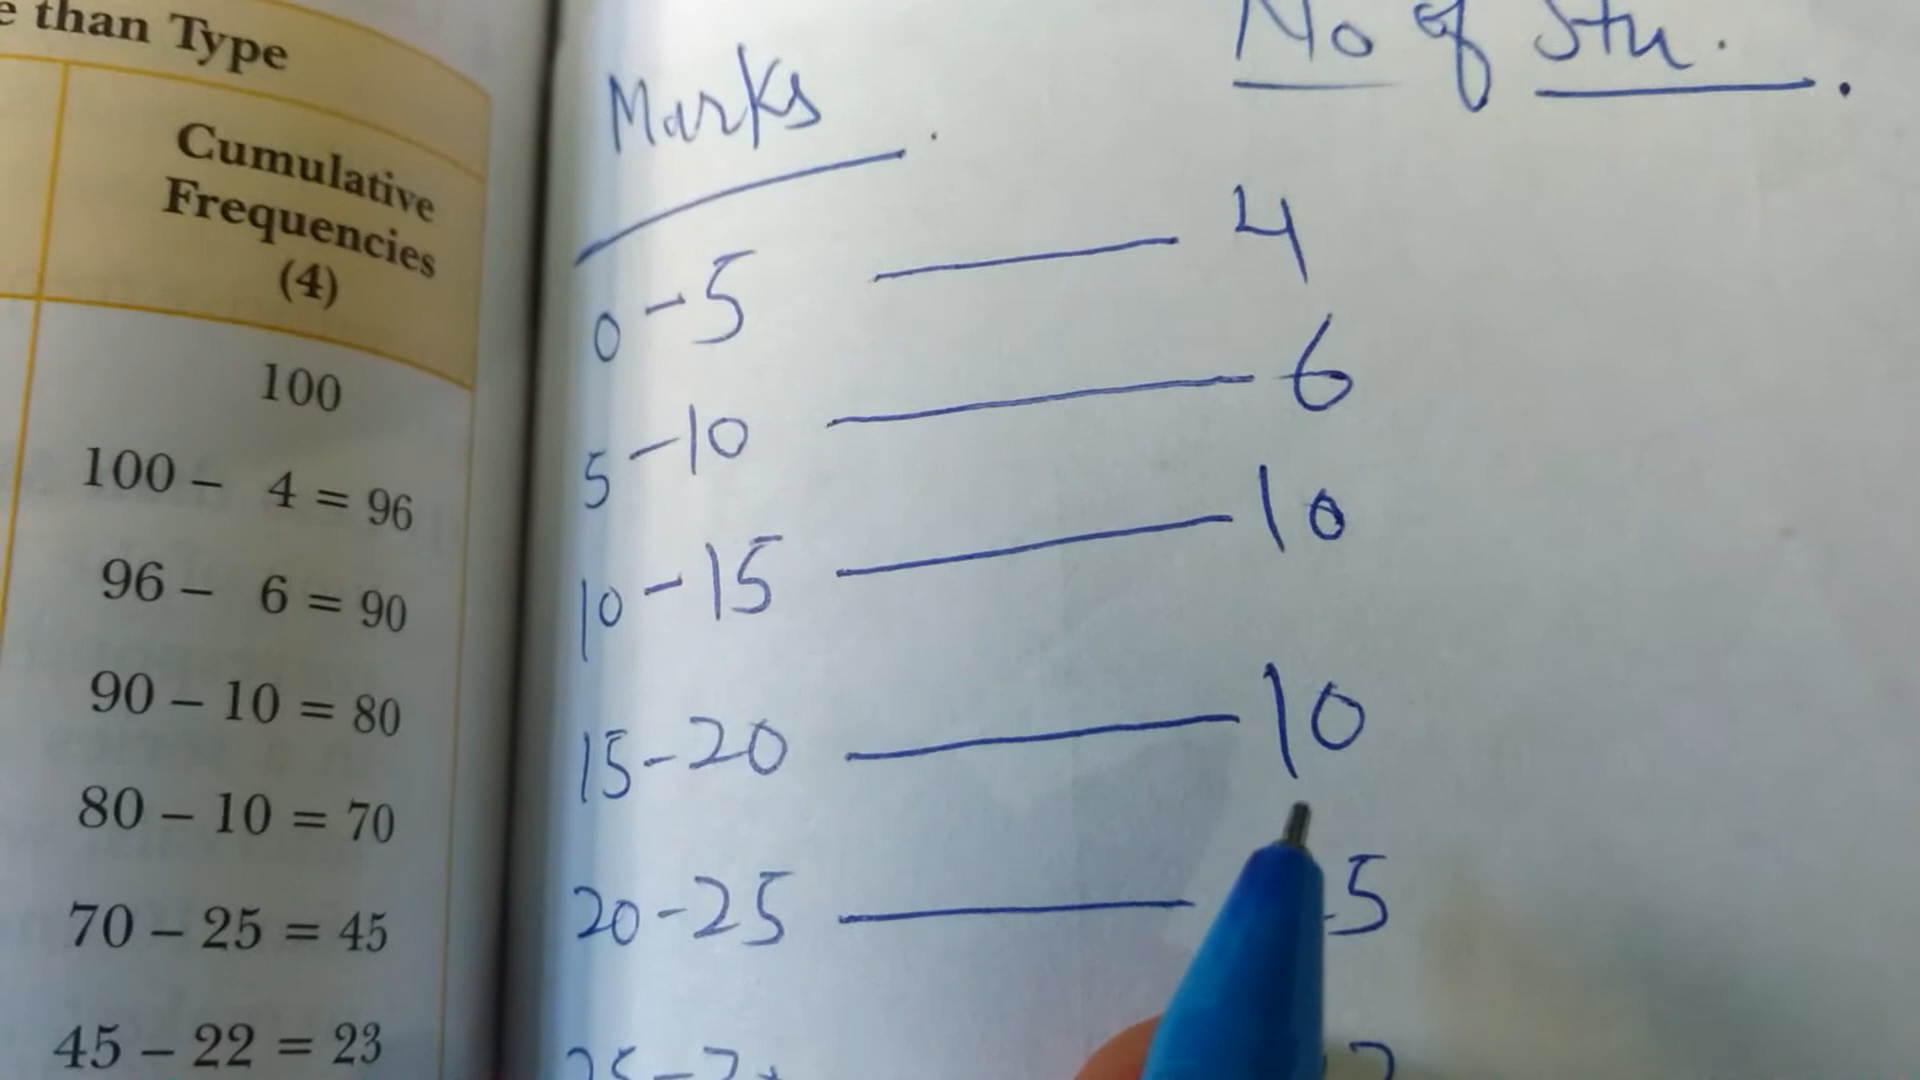 e than Type
Cumulative
Frequencies
(4)
100
100 – 4 = 96
96 – 6 = 90
90 – 10 = 80
80 – 10 = 70
70 – 25 = 45
45 – 22 = 23
Marks
No of Stu.
0-5 4
5-10 6
10-15 10
15-20 10
20-25 5